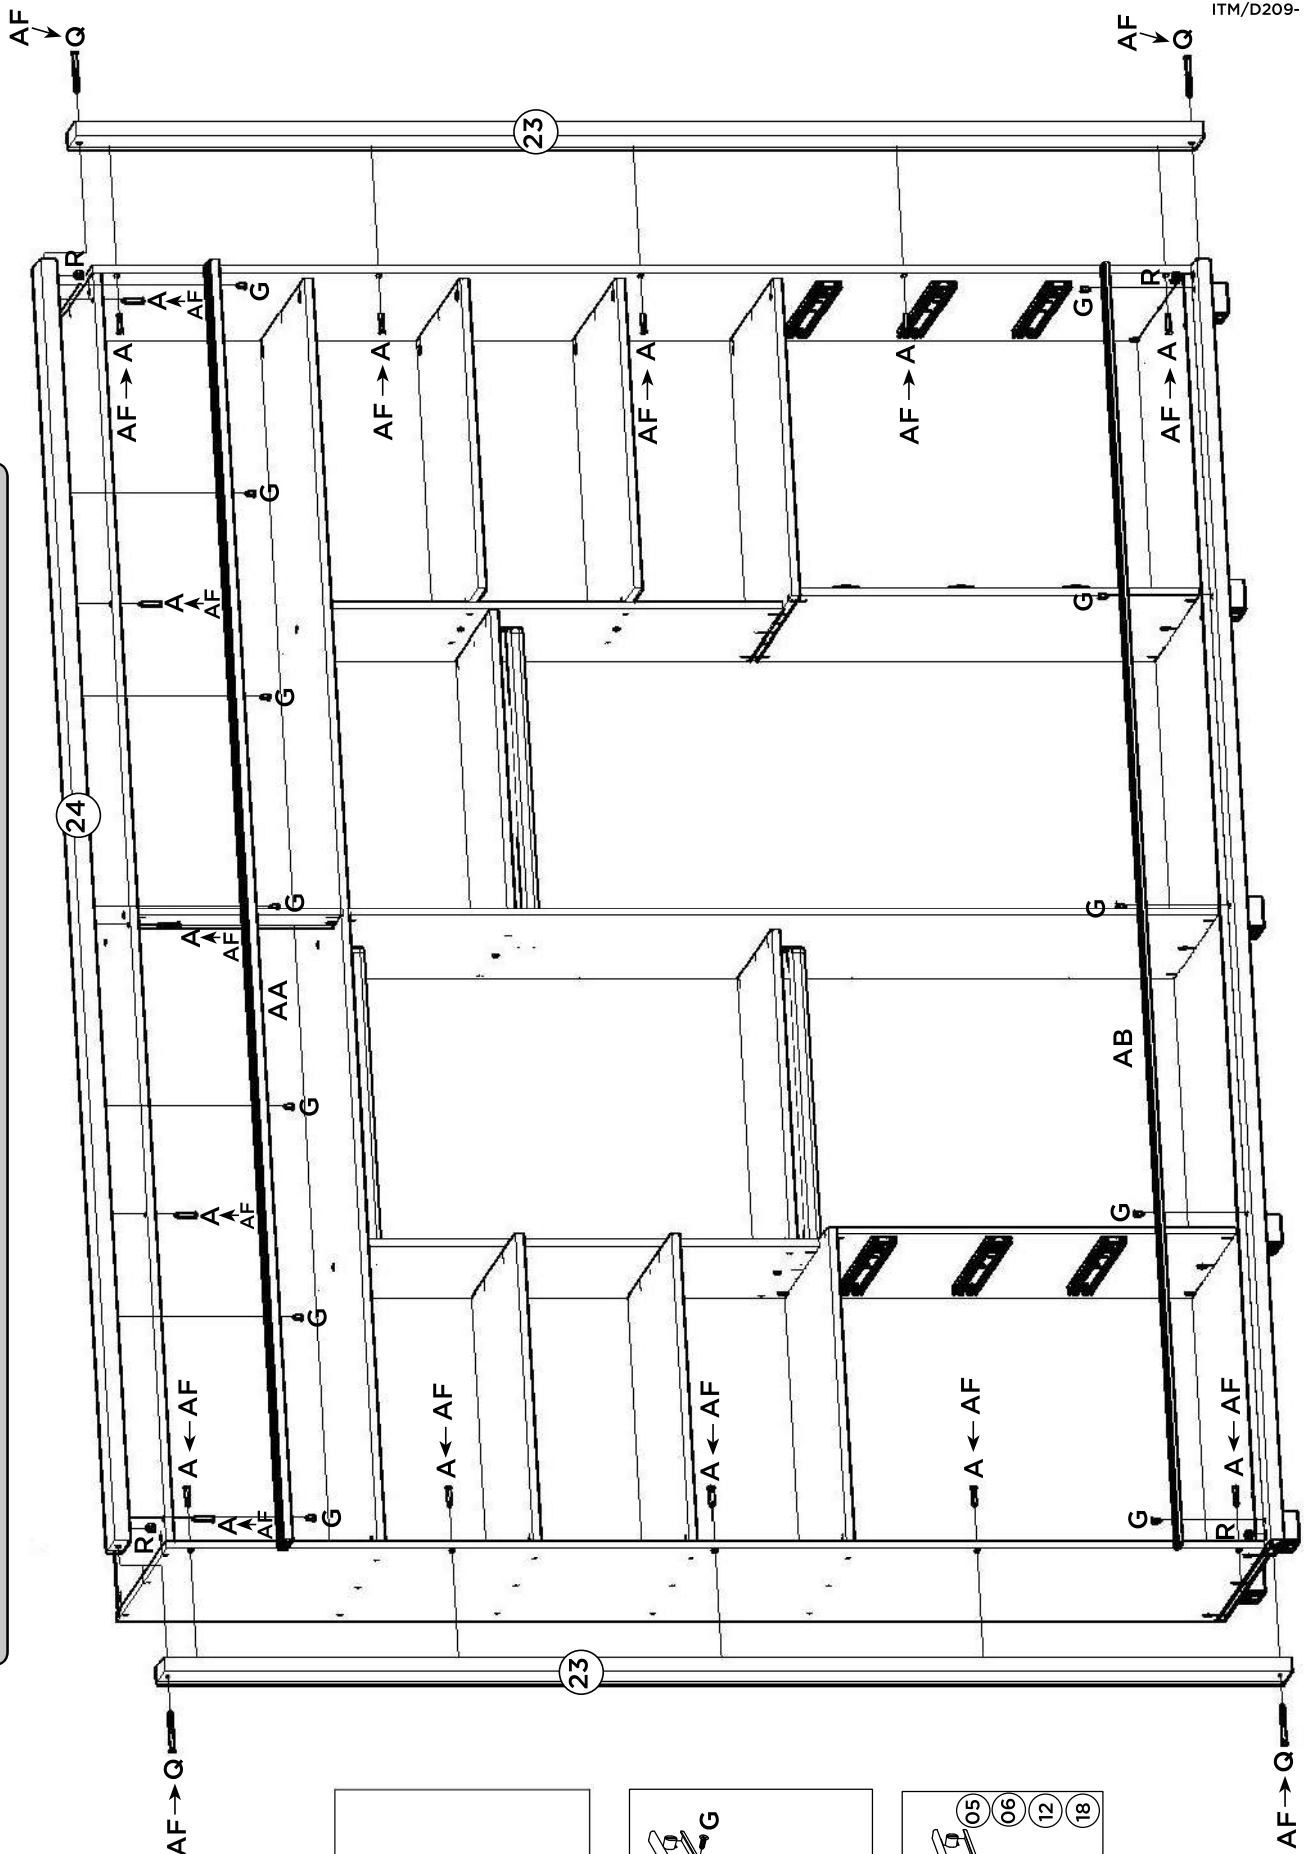 ITM/D209-
AF → Q
AF → Q
23
R
A ← AF
G
G
A ← AF
G
24
G
A ← AF
AA
G
A ← AF
G
G
A ← AF
R
AF → A
AF → A
AF → A
AF → A
AF → A
R
G
G
G
AB
G
G
R
A ← AF
A ← AF
A ← AF
A ← AF
A ← AF
23
AF → Q
AF → Q
G
05
06
12
18